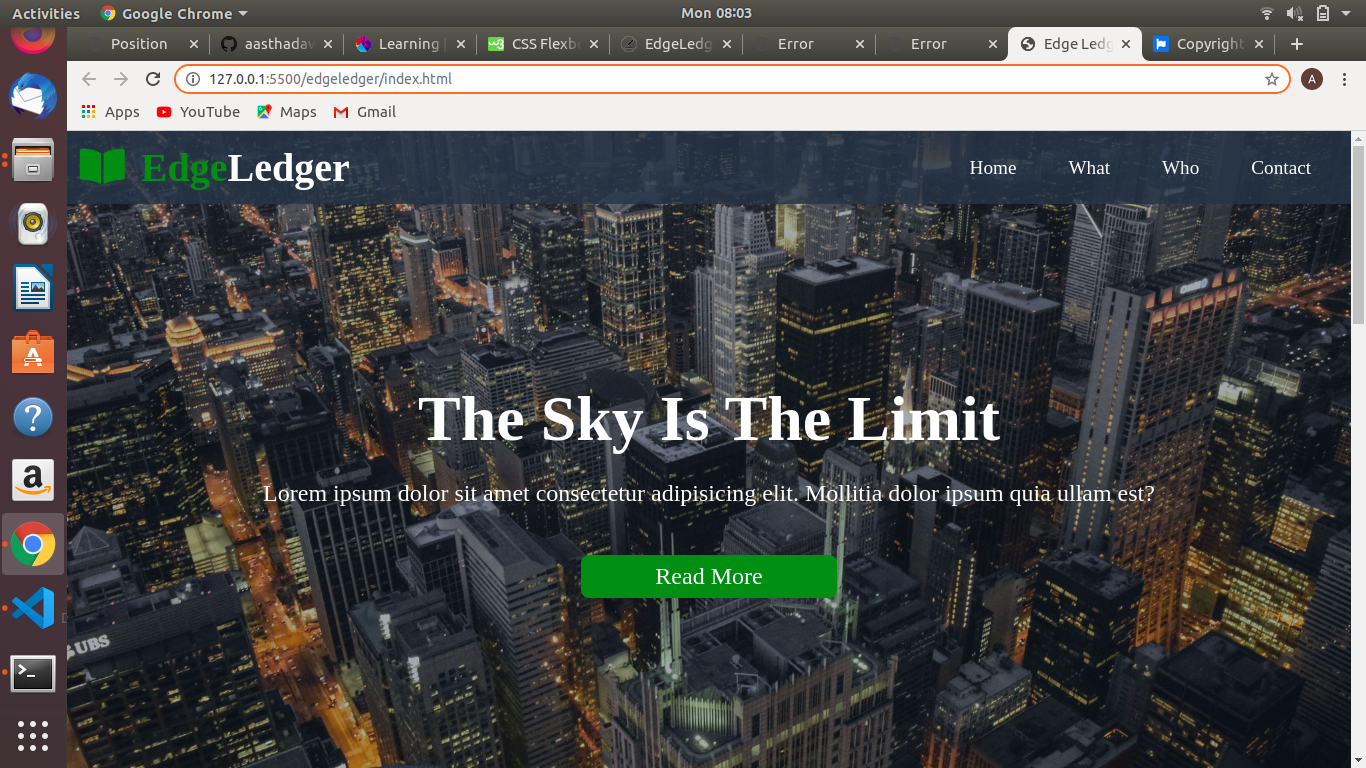 Activities Google Chrome Mon 08:03
Position aasthadav Learning CSS Flexb EdgeLedg Error Error Edge Ledg Copyright
127.0.0.1:5500/edgeledger/index.html A
Apps YouTube Maps Gmail
EdgeLedger Home What Who Contact
The Sky Is The Limit
Lorem ipsum dolor sit amet consectetur adipisicing elit. Mollitia dolor ipsum quia ullam est?
Read More
UBS